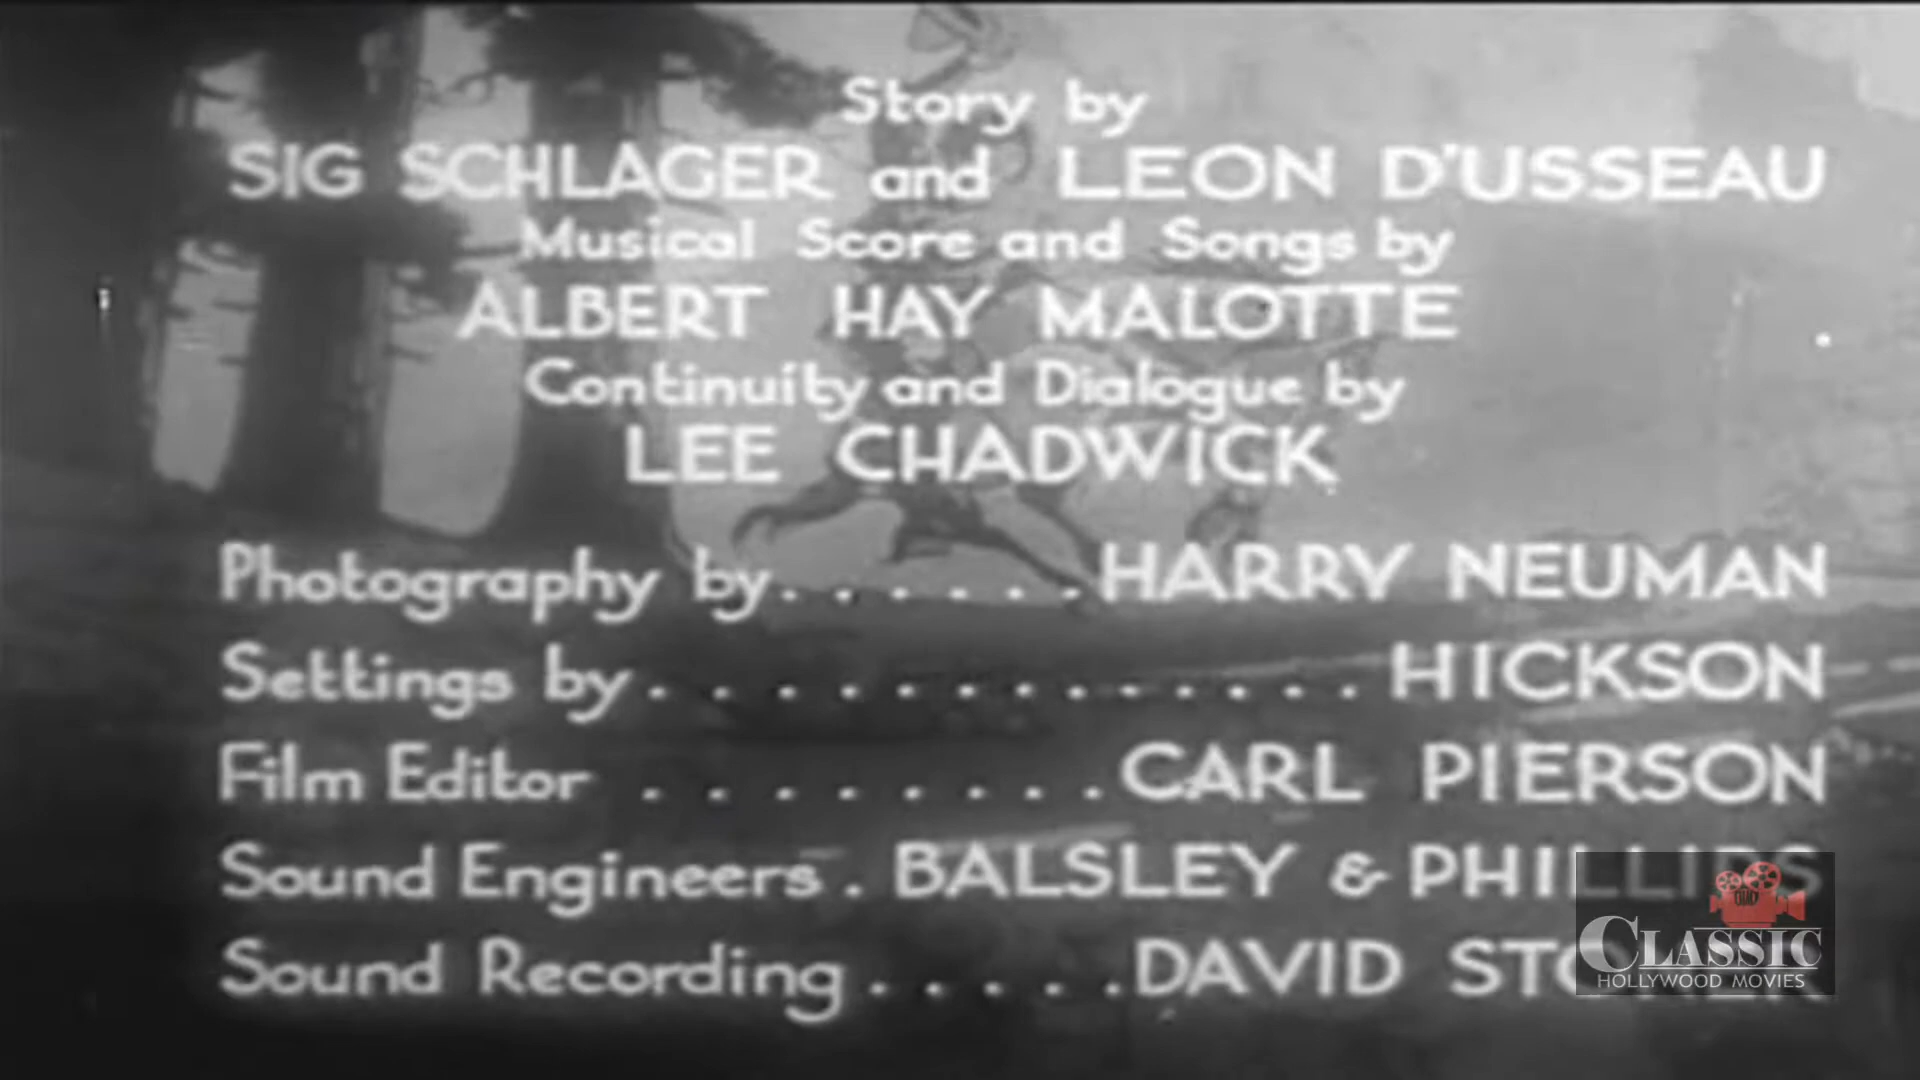 Story by
SIG SCHLAGER and LEON D'USSEAU
Musical Score and Songs by
ALBERT HAY MALOTTE
Continuity and Dialogue by
LEE CHADWICK
Photography by. . . . . . HARRY NEUMAN
Settings by. . . . . . . . . . . . HICKSON
Film Editor . . . . . . . . CARL PIERSON
Sound Engineers . BALSLEY & PHILLIPS
Sound Recording . . . . . DAVID
CLASSIC
HOLLYWOOD MOVIES